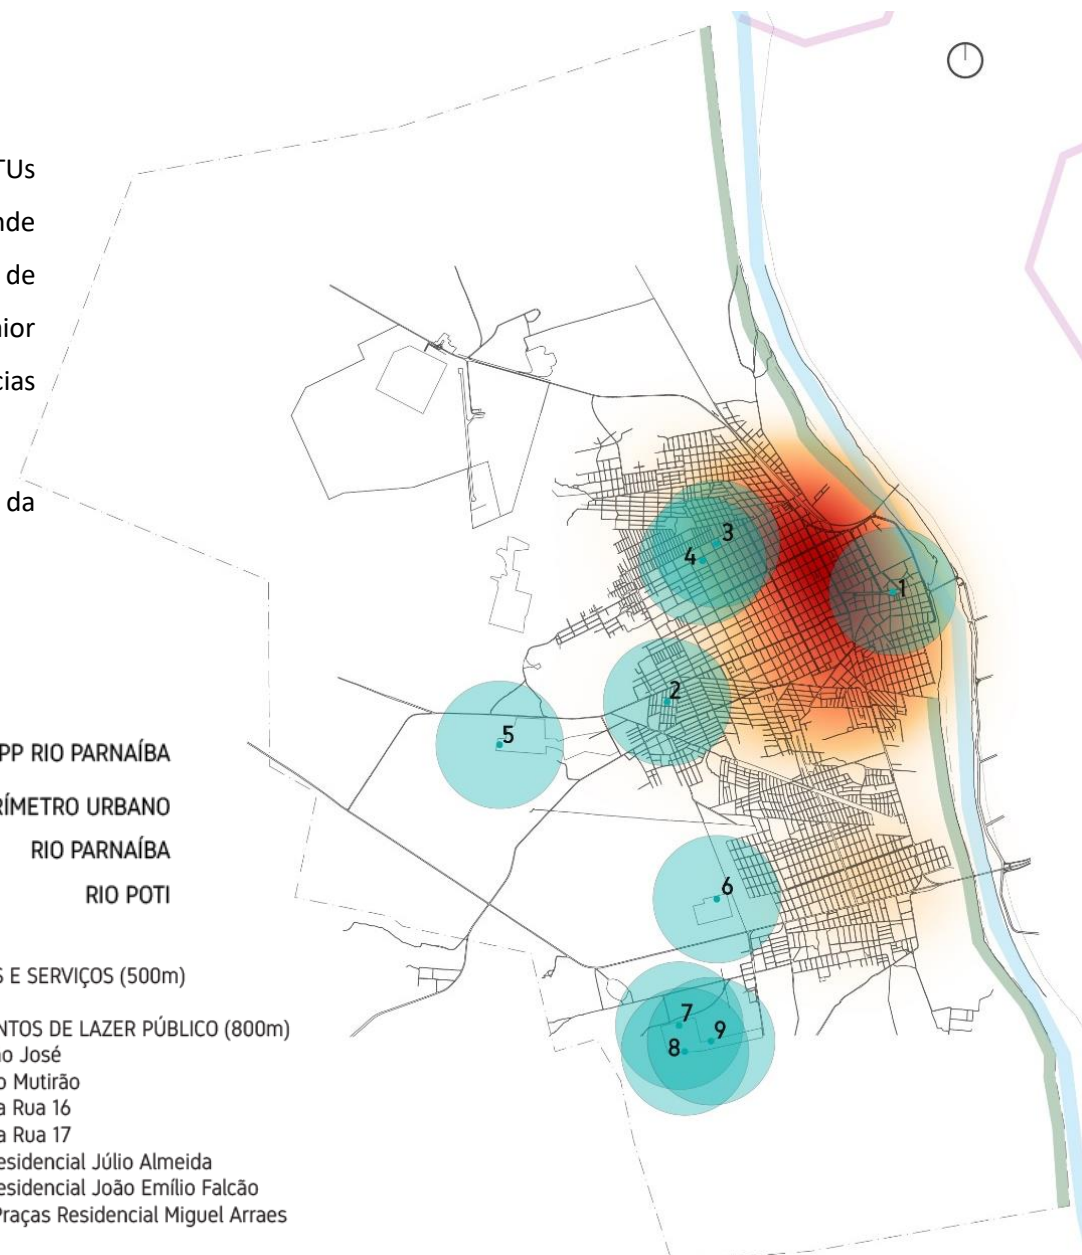 TUs
nde
de
ior
cias
da
3
4
1
2
5
6
7
9
8
PP RIO PARNAÍBA
RÍMETRO URBANO
RIO PARNAÍBA
RIO POTI
S E SERVIÇOS (500m)
NTOS DE LAZER PÚBLICO (800m)
ão José
o Mutirão
a Rua 16
a Rua 17
esidencial Júlio Almeida
esidencial João Emílio Falcão
Praças Residencial Miguel Arraes